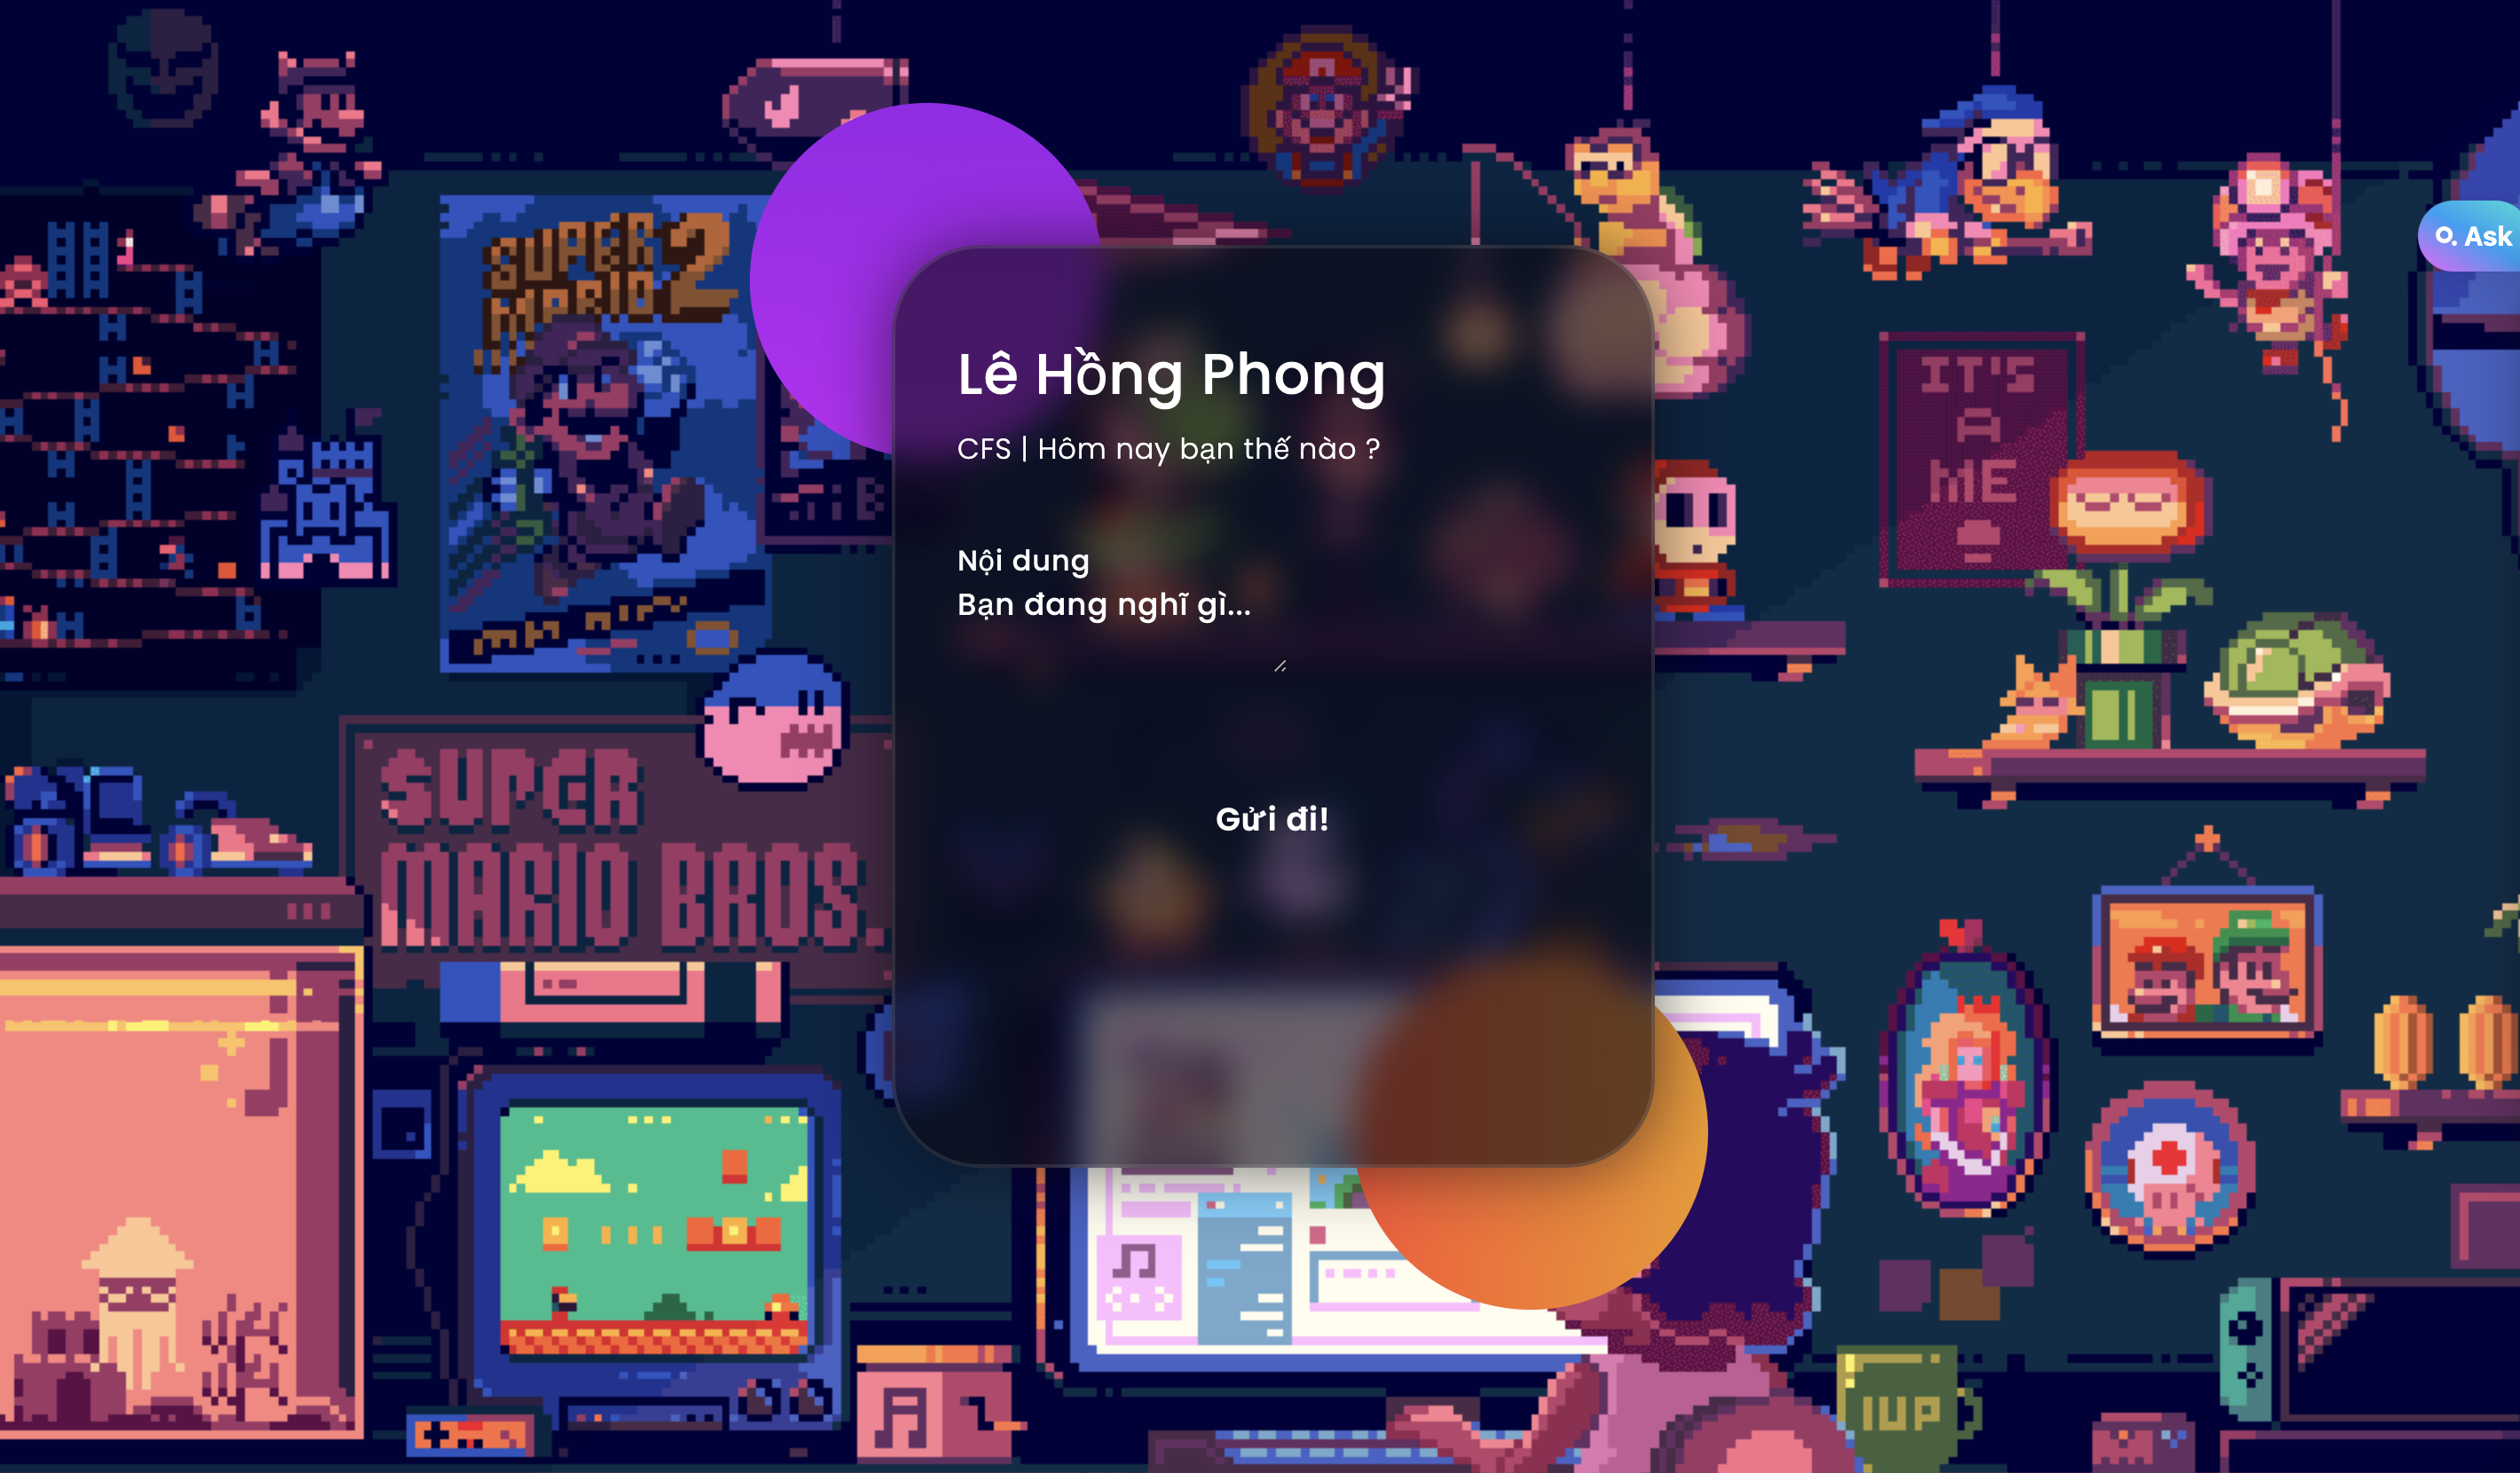 SUPER
MARIO 2
Lê Hồng Phong
CFS | Hôm nay bạn thế nào ?
Nội dung
Bạn đang nghĩ gì...
Gửi đi!
Ask
IT'S
A
ME
SUPER
MARIO BROS.
1UP